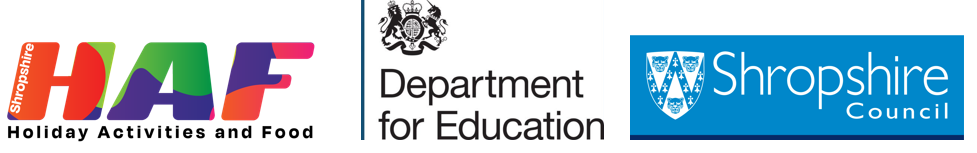 Shropshire
HAF
Holiday Activities and Food
Department
for Education
Shropshire
Council